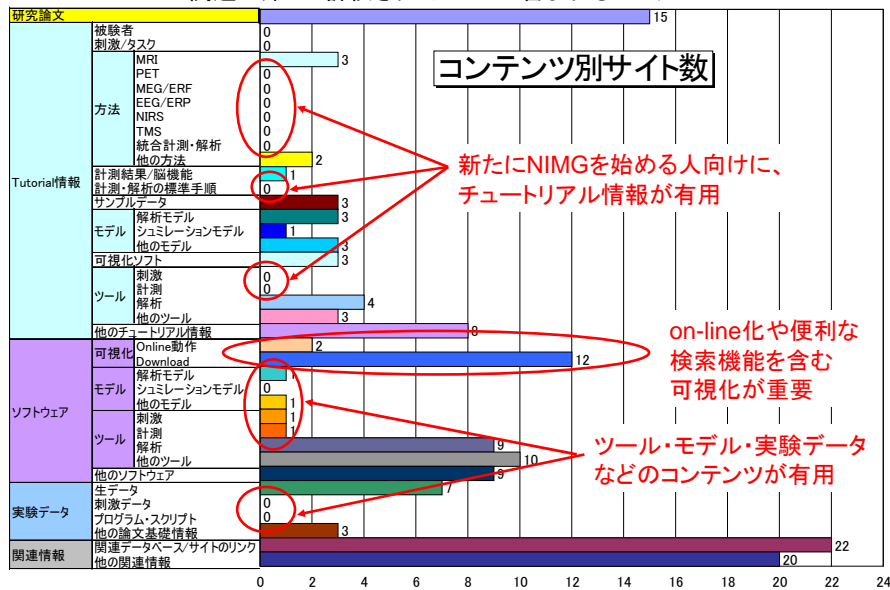 研究論文 15
コンテンツ別サイト数
Tutorial情報
被験者 0
刺激/タスク 0
方法
MRI 3
PET 0
MEG/ERF 0
EEG/ERP 0
NIRS 0
TMS 0
統合計測・解析 0
他の方法 2
計測結果/脳機能 1
計測・解析の標準手順 0
サンプルデータ 3
モデル
解析モデル 3
シュミレーションモデル 1
他のモデル 3
可視化ソフト 3
ツール
刺激 0
計測 0
解析 4
他のツール 3
他のチュートリアル情報 8
新たにNIMGを始める人向けに、
チュートリアル情報が有用
ソフトウェア
可視化
Online動作 2
Download 12
モデル
解析モデル 1
シュミレーションモデル 0
他のモデル 1
ツール
刺激 1
計測 1
解析 9
他のツール 10
他のソフトウェア 9
on-line化や便利な
検索機能を含む
可視化が重要
ツール・モデル・実験データ
などのコンテンツが有用
実験データ
生データ 7
刺激データ 0
プログラム・スクリプト 0
他の論文基礎情報 3
関連情報
関連データベース/サイトのリンク 22
他の関連情報 20
0 2 4 6 8 10 12 14 16 18 20 22 24